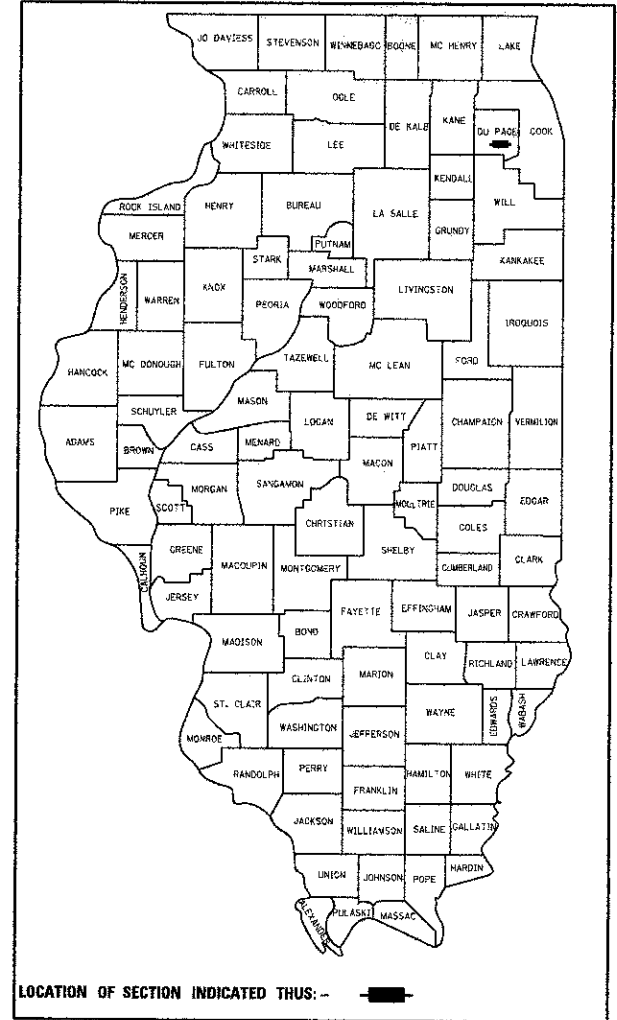 JO DAVIESS STEVENSON WINNEBAGO BOONE MC HENRY LAKE
CARROLL OGLE DE KALB KANE DU PAGE COOK
WHITESIDE LEE
KENDALL
ROCK ISLAND HENRY BUREAU LA SALLE GRUNDY WILL
MERCER PUTNAM
STARK MARSHALL KANKAKEE
HENDERSON WARREN KNOX PEORIA WOODFORD LIVINGSTON IROQUOIS
HANCOCK MC DONOUGH FULTON TAZEWELL MC LEAN FORD
MASON
SCHUYLER LOGAN DE WITT CHAMPAIGN VERMILION
ADAMS BROWN CASS MENARD PIATT
MACON
MORGAN SANGAMON DOUGLAS
PIKE SCOTT CHRISTIAN MOULTRIE EDGAR
COLES
GREENE SHELBY
CALHOUN MACOUPIN MONTGOMERY CUMBERLAND CLARK
JERSEY
FAYETTE EFFINGHAM JASPER CRAWFORD
MADISON BOND
CLAY RICHLAND LAWRENCE
CLINTON MARION
ST. CLAIR WAYNE EDWARDS WABASH
WASHINGTON JEFFERSON
MONROE
RANDOLPH PERRY HAMILTON WHITE
FRANKLIN
JACKSON WILLIAMSON SALINE GALLATIN
HARDIN
UNION JOHNSON POPE
ALEXANDER PULASKI MASSAC
LOCATION OF SECTION INDICATED THUS: -